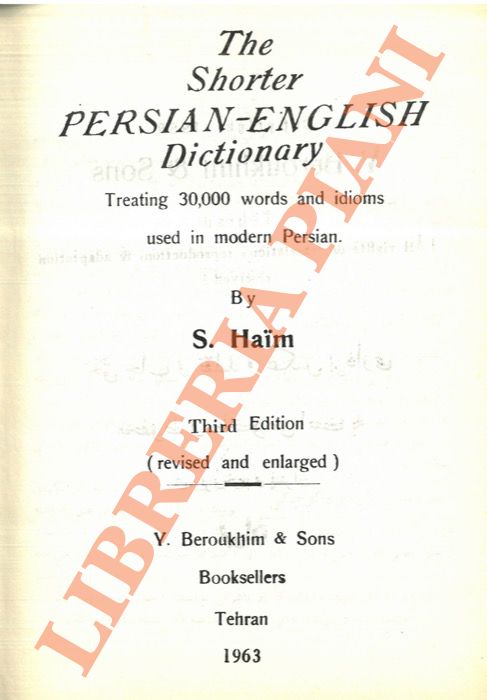 The
Shorter
PERSIAN-ENGLISH
Dictionary
Treating 30,000 words and idioms
used in modern Persian.
By
S. Haïm
Third Edition
(revised and enlarged)
Y. Beroukhim & Sons
Booksellers
Tehran
1963
LIBRERIA PIANI